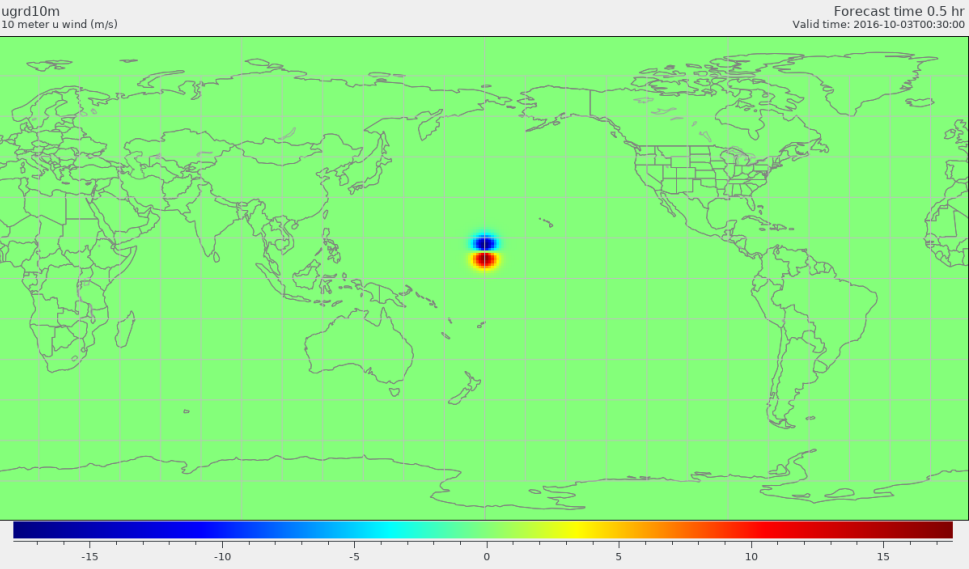 ugrd10m
10 meter u wind (m/s)
Forecast time 0.5 hr
Valid time: 2016-10-03T00:30:00
-15 -10 -5 0 5 10 15